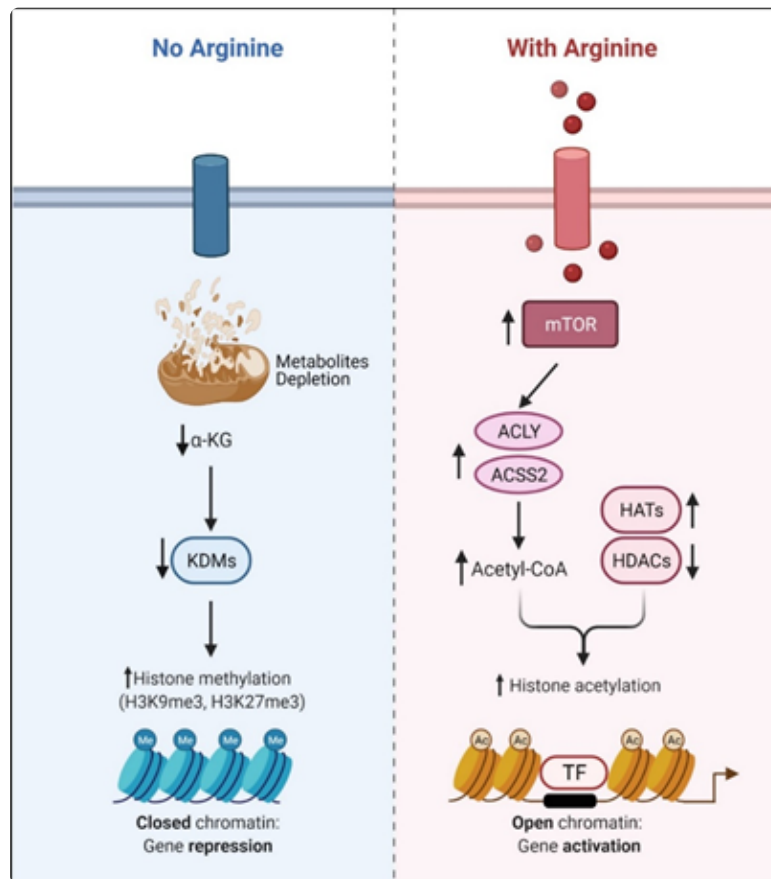 No Arginine
Metabolites
Depletion
α-KG
KDMs
Histone methylation
(H3K9me3, H3K27me3)
Me Me Me Me
Closed chromatin:
Gene repression
With Arginine
mTOR
ACLY
ACSS2
HATs
HDACs
Acetyl-CoA
Histone acetylation
Ac Ac Ac Ac
TF
Open chromatin:
Gene activation